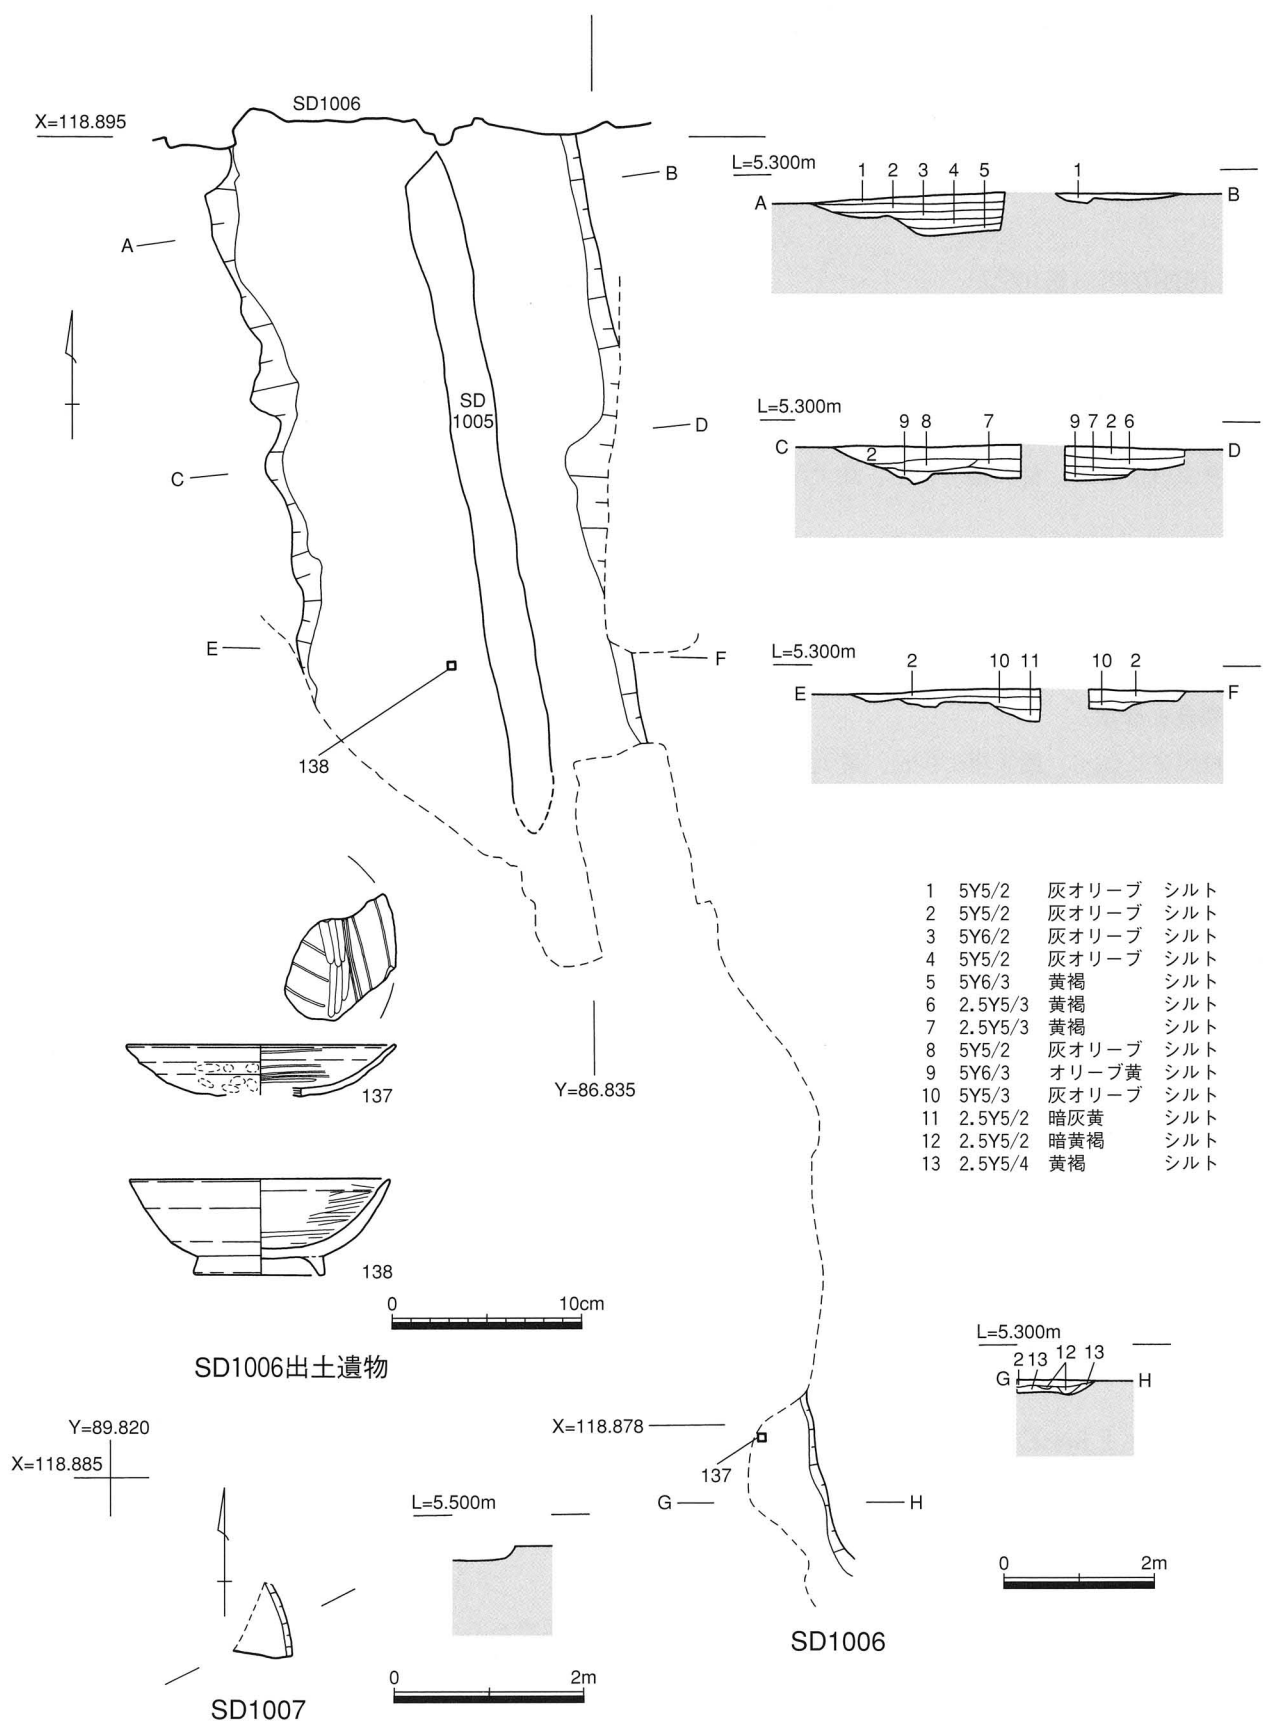 SD1006
X=118.895
A
B
SD
1005
C
D
E
F
138
Y=86.835
137
138
0 10cm
SD1006出土遺物
L=5.300m
1 2 3 4 5 1
A B
L=5.300m
9 8 7 9 7 2 6
C 2 D
L=5.300m
2 10 11 10 2
E F
1 5Y5/2 灰オリーブ シルト
2 5Y5/2 灰オリーブ シルト
3 5Y6/2 灰オリーブ シルト
4 5Y5/2 灰オリーブ シルト
5 5Y6/3 黄褐 シルト
6 2.5Y5/3 黄褐 シルト
7 2.5Y5/3 黄褐 シルト
8 5Y5/2 灰オリーブ シルト
9 5Y6/3 オリーブ黄 シルト
10 5Y5/3 灰オリーブ シルト
11 2.5Y5/2 暗灰黄 シルト
12 2.5Y5/2 暗黄褐 シルト
13 2.5Y5/4 黄褐 シルト
L=5.300m
2 13 12 13
G H
X=118.878
137
G H
0 2m
SD1006
Y=89.820
X=118.885
L=5.500m
0 2m
SD1007